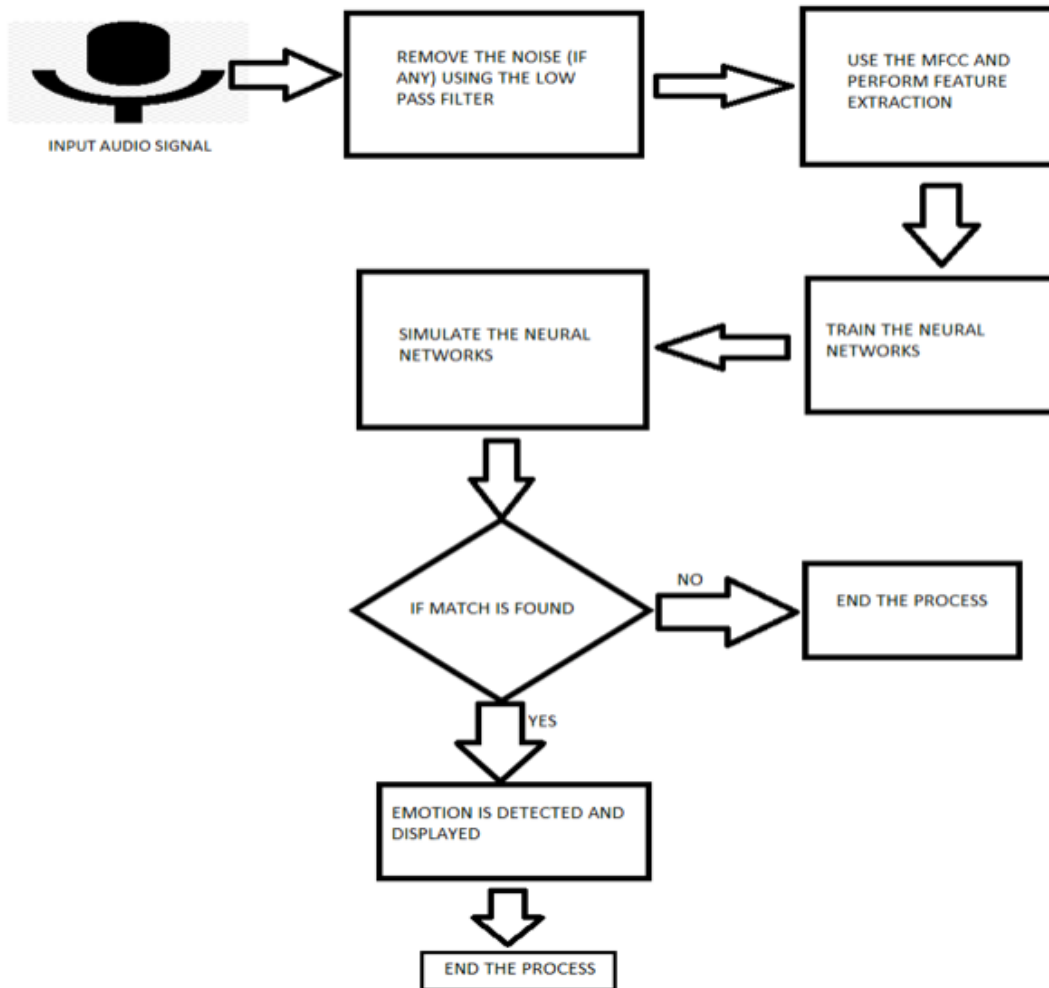 INPUT AUDIO SIGNAL
REMOVE THE NOISE (IF
ANY) USING THE LOW
PASS FILTER
USE THE MFCC AND
PERFORM FEATURE
EXTRACTION
TRAIN THE NEURAL
NETWORKS
SIMULATE THE NEURAL
NETWORKS
IF MATCH IS FOUND
NO
END THE PROCESS
YES
EMOTION IS DETECTED AND
DISPLAYED
END THE PROCESS